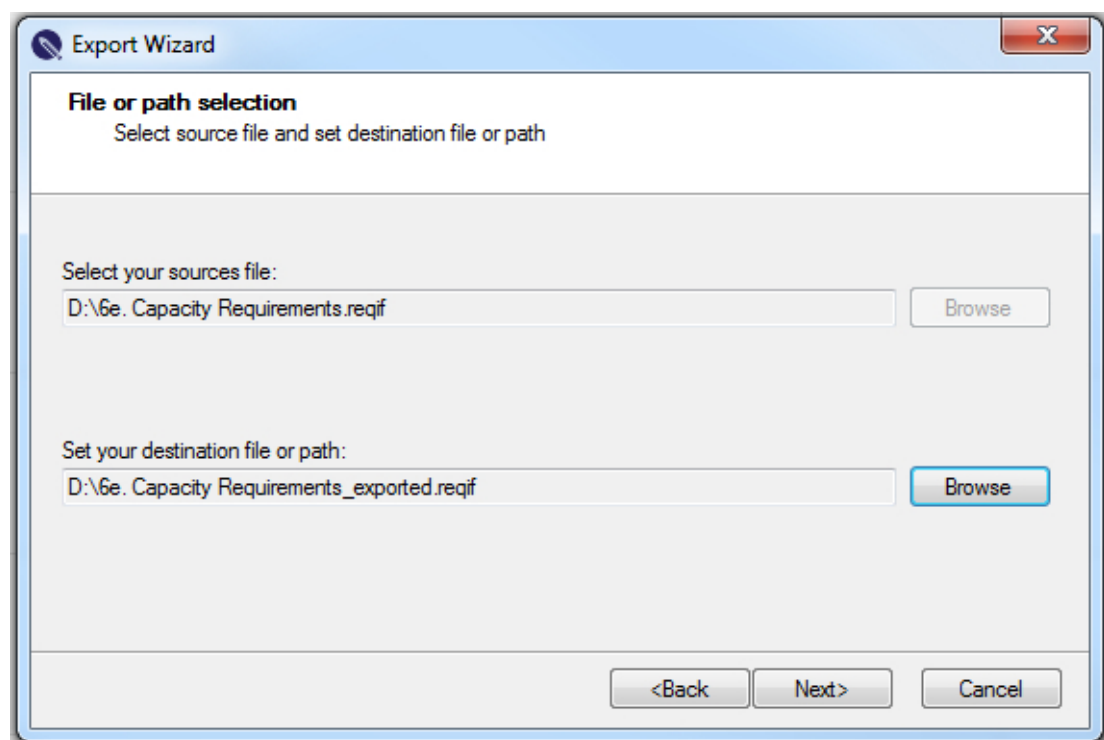 Export Wizard
File or path selection
Select source file and set destination file or path
Select your sources file:
D:\6e. Capacity Requirements.reqif
Browse
Set your destination file or path:
D:\6e. Capacity Requirements_exported.reqif
Browse
<Back
Next>
Cancel